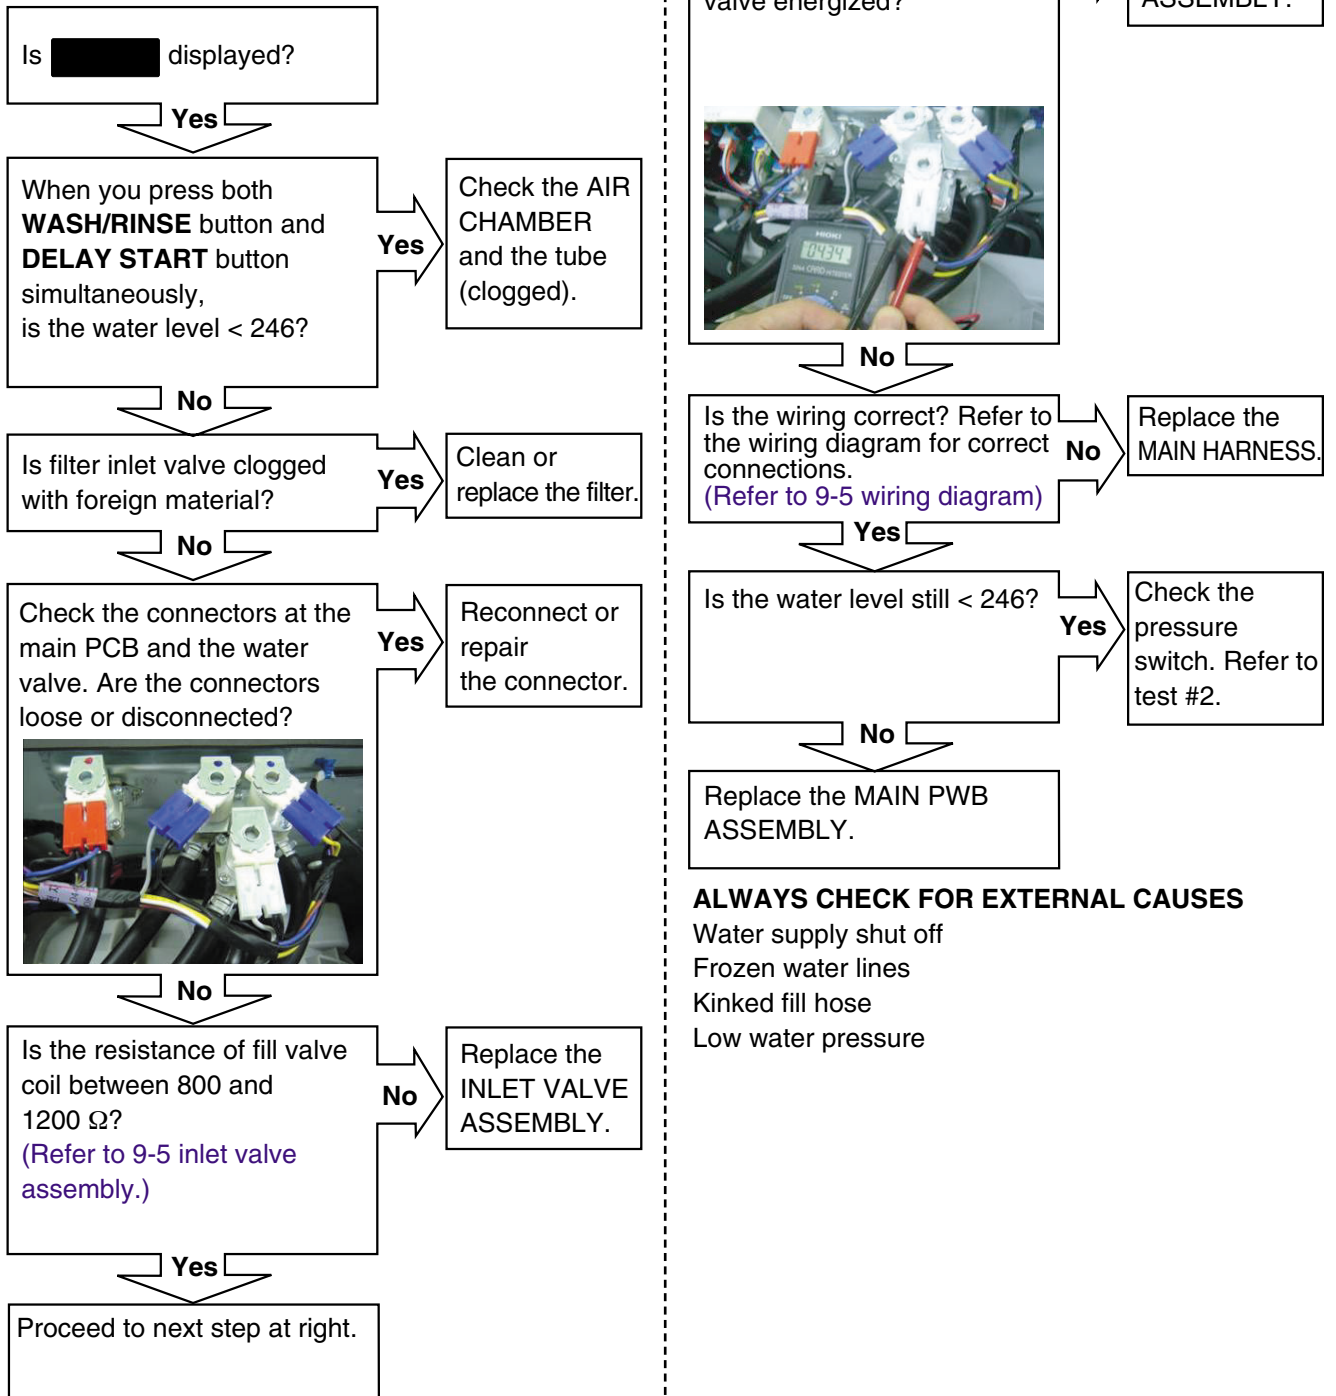 Is displayed?
Yes
When you press both
WASH/RINSE button and
DELAY START button
simultaneously,
is the water level < 246?
Yes
Check the AIR
CHAMBER
and the tube
(clogged).
No
Is filter inlet valve clogged
with foreign material?
Yes
Clean or
replace the filter.
No
Check the connectors at the
main PCB and the water
valve. Are the connectors
loose or disconnected?
Yes
Reconnect or
repair
the connector.
No
Is the resistance of fill valve
coil between 800 and
1200 Ω?
(Refer to 9-5 inlet valve
assembly.)
No
Replace the
INLET VALVE
ASSEMBLY.
Yes
Proceed to next step at right.
valve energized?
ASSEMBLY.
HIOKI
0434
No
Is the wiring correct? Refer to
the wiring diagram for correct
connections.
(Refer to 9-5 wiring diagram)
No
Replace the
MAIN HARNESS.
Yes
Is the water level still < 246?
Yes
Check the
pressure
switch. Refer to
test #2.
No
Replace the MAIN PWB
ASSEMBLY.
ALWAYS CHECK FOR EXTERNAL CAUSES
Water supply shut off
Frozen water lines
Kinked fill hose
Low water pressure